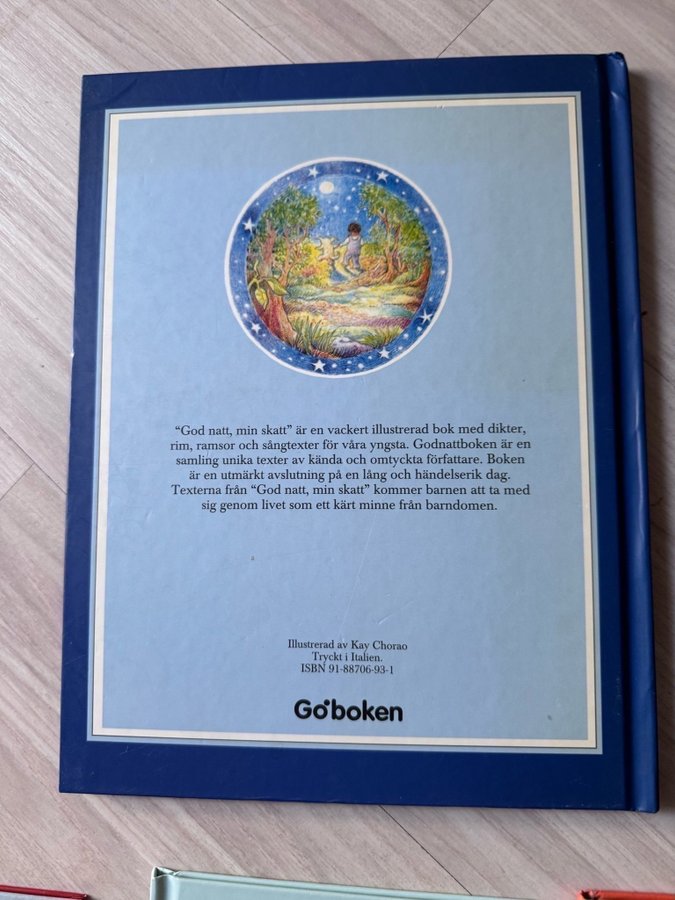 “God natt, min skatt” är en vackert illustrerad bok med dikter,
rim, ramsor och sångtexter för våra yngsta. Godnattboken är en
samling unika texter av kända och omtyckta författare. Boken
är en utmärkt avslutning på en lång och händelserik dag.
Texterna från “God natt, min skatt” kommer barnen att ta med
sig genom livet som ett kärt minne från barndomen.
Illustrerad av Kay Chorao
Tryckt i Italien.
ISBN 91-88706-93-1
Goboken